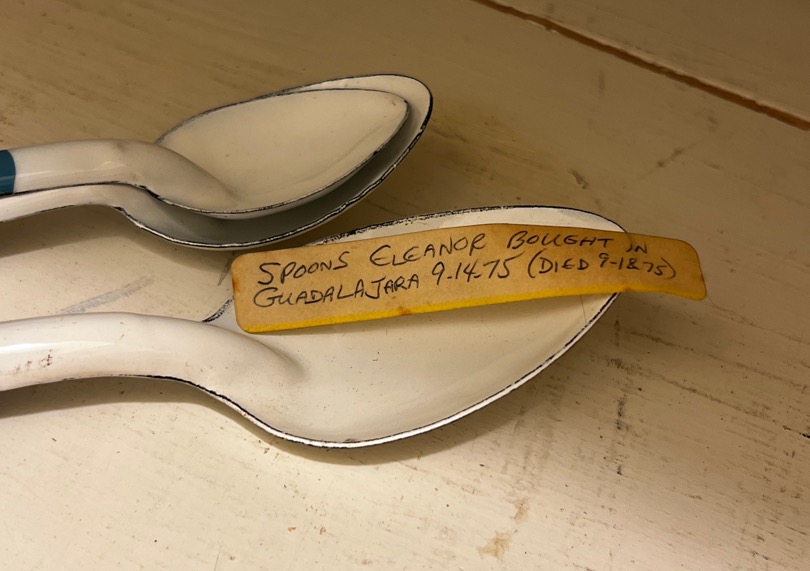 SPOONS ELEANOR BOUGHT IN
GUADALAJARA 9.14.75 (DIED 9-18.75)